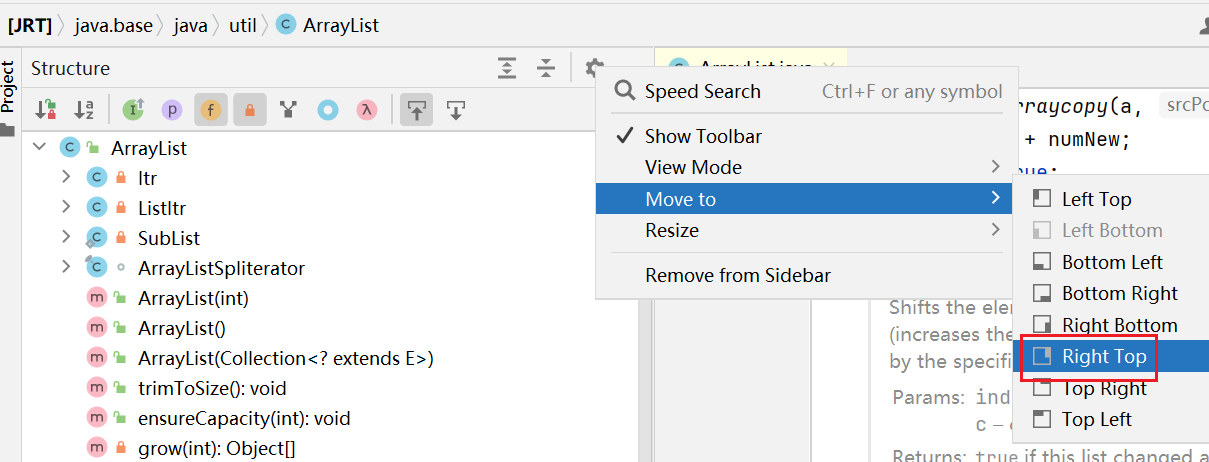 [JRT] java.base java util C ArrayList
Project
Structure
ArrayList.java
Speed Search Ctrl+F or any symbol
Show Toolbar
View Mode
Move to
Resize
Remove from Sidebar
Left Top
Left Bottom
Bottom Left
Bottom Right
Right Bottom
Right Top
Top Right
Top Left
I p f λ
C ArrayList
C Itr
C ListItr
C SubList
C ArrayListSpliterator
m ArrayList(int)
m ArrayList()
m ArrayList(Collection<? extends E>)
m trimToSize(): void
m ensureCapacity(int): void
m grow(int): Object[]
rraycopy(a, srcPo
+ numNew;
ue;
Shifts the ele
(increases the
by the specifi
Params: ind
c –
Returns: true if this list changed a